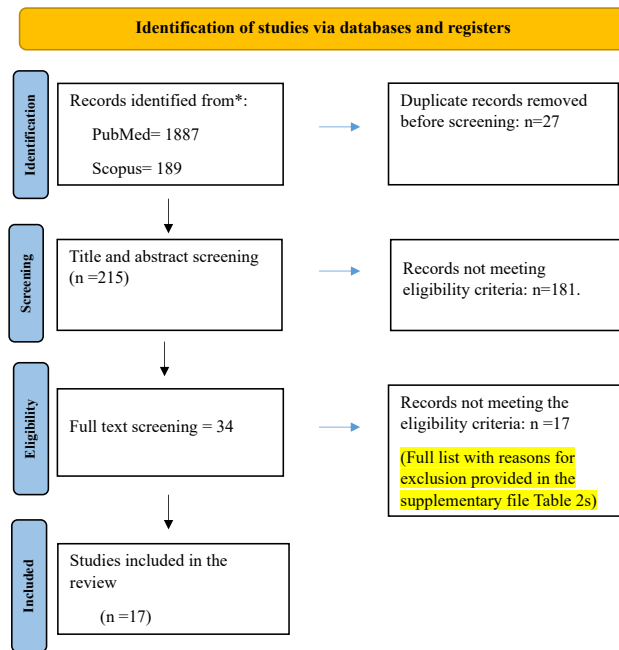 Identification of studies via databases and registers
Identification
Records identified from*:
PubMed= 1887
Scopus= 189
Duplicate records removed
before screening: n=27
Screening
Title and abstract screening
(n =215)
Records not meeting
eligibility criteria: n=181.
Eligibility
Full text screening = 34
Records not meeting the
eligibility criteria: n =17
(Full list with reasons for
exclusion provided in the
supplementary file Table 2s)
Included
Studies included in the
review
(n =17)